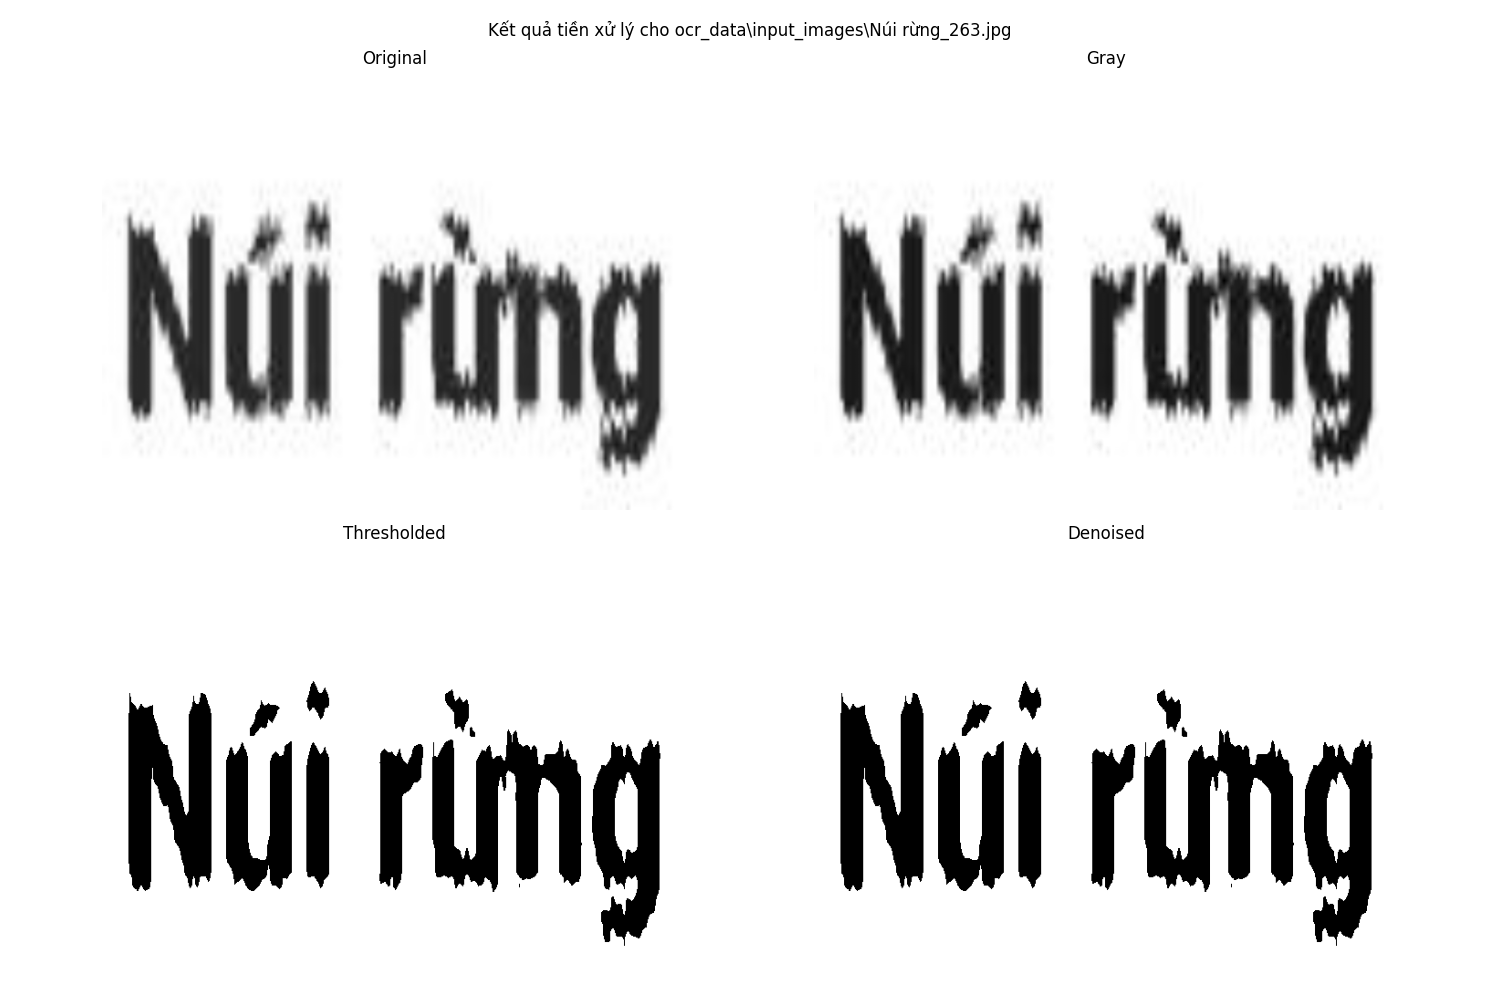 Kết quả tiền xử lý cho ocr_data\input_images\Núi rừng_263.jpg
Original
Gray
Núi rừng
Núi rừng
Thresholded
Denoised
Núi rừng
Núi rừng